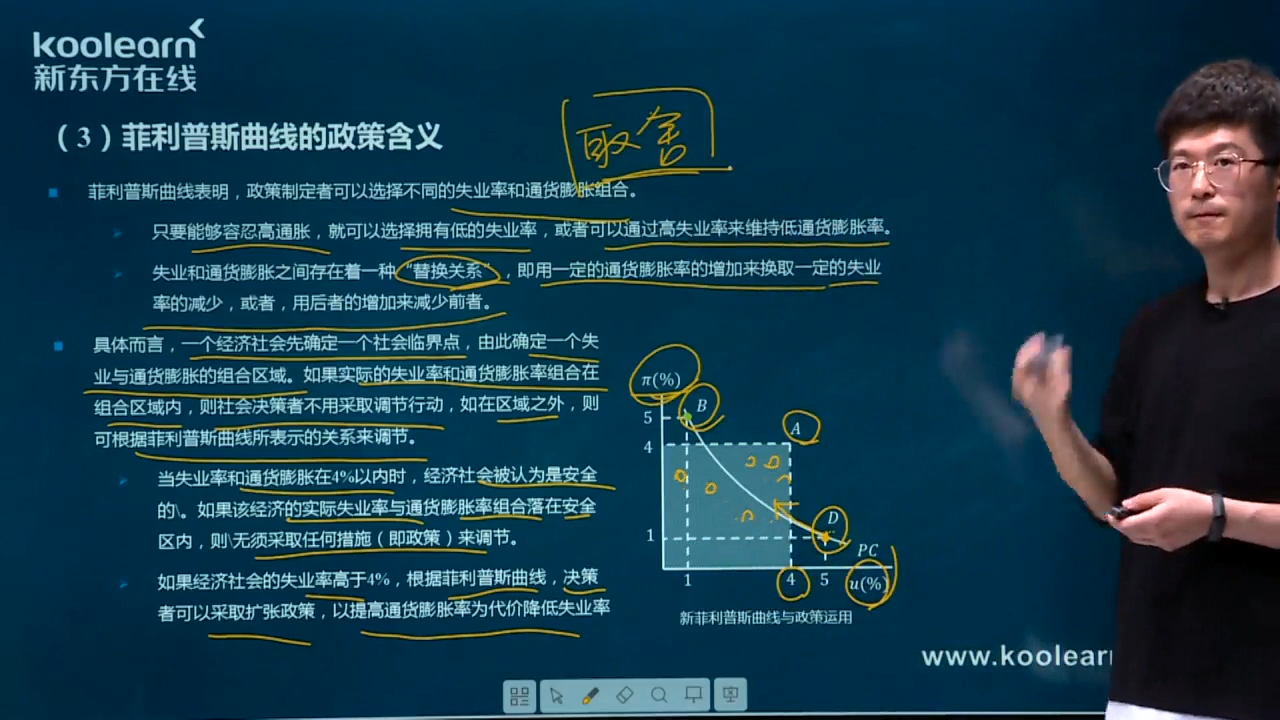 koolearn
新东方在线
取舍
（3）菲利普斯曲线的政策含义
菲利普斯曲线表明，政策制定者可以选择不同的失业率和通货膨胀组合。
只要能够容忍高通胀，就可以选择拥有低的失业率，或者可以通过高失业率来维持低通货膨胀率。
失业和通货膨胀之间存在着一种“替换关系”，即用一定的通货膨胀率的增加来换取一定的失业
率的减少，或者，用后者的增加来减少前者。
具体而言，一个经济社会先确定一个社会临界点，由此确定一个失
业与通货膨胀的组合区域。如果实际的失业率和通货膨胀率组合在
组合区域内，则社会决策者不用采取调节行动，如在区域之外，则
可根据菲利普斯曲线所表示的关系来调节。
当失业率和通货膨胀在4%以内时，经济社会被认为是安全
的\。如果该经济的实际失业率与通货膨胀率组合落在安全
区内，则\无须采取任何措施（即政策）来调节。
如果经济社会的失业率高于4%，根据菲利普斯曲线，决策
者可以采取扩张政策，以提高通货膨胀率为代价降低失业率
π(%)
5
B
A
4
D
1
PC
1
4
5
u(%)
新菲利普斯曲线与政策运用
www.koolearn